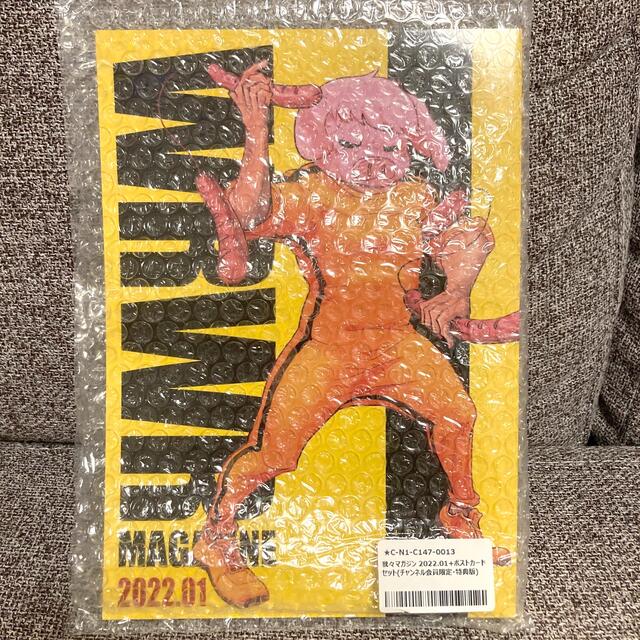 WRWR
MAGAZINE
2022.01
★C-N1-C147-0013
我々マガジン 2022.01+ポストカード
セット(チャンネル会員限定・特典版)